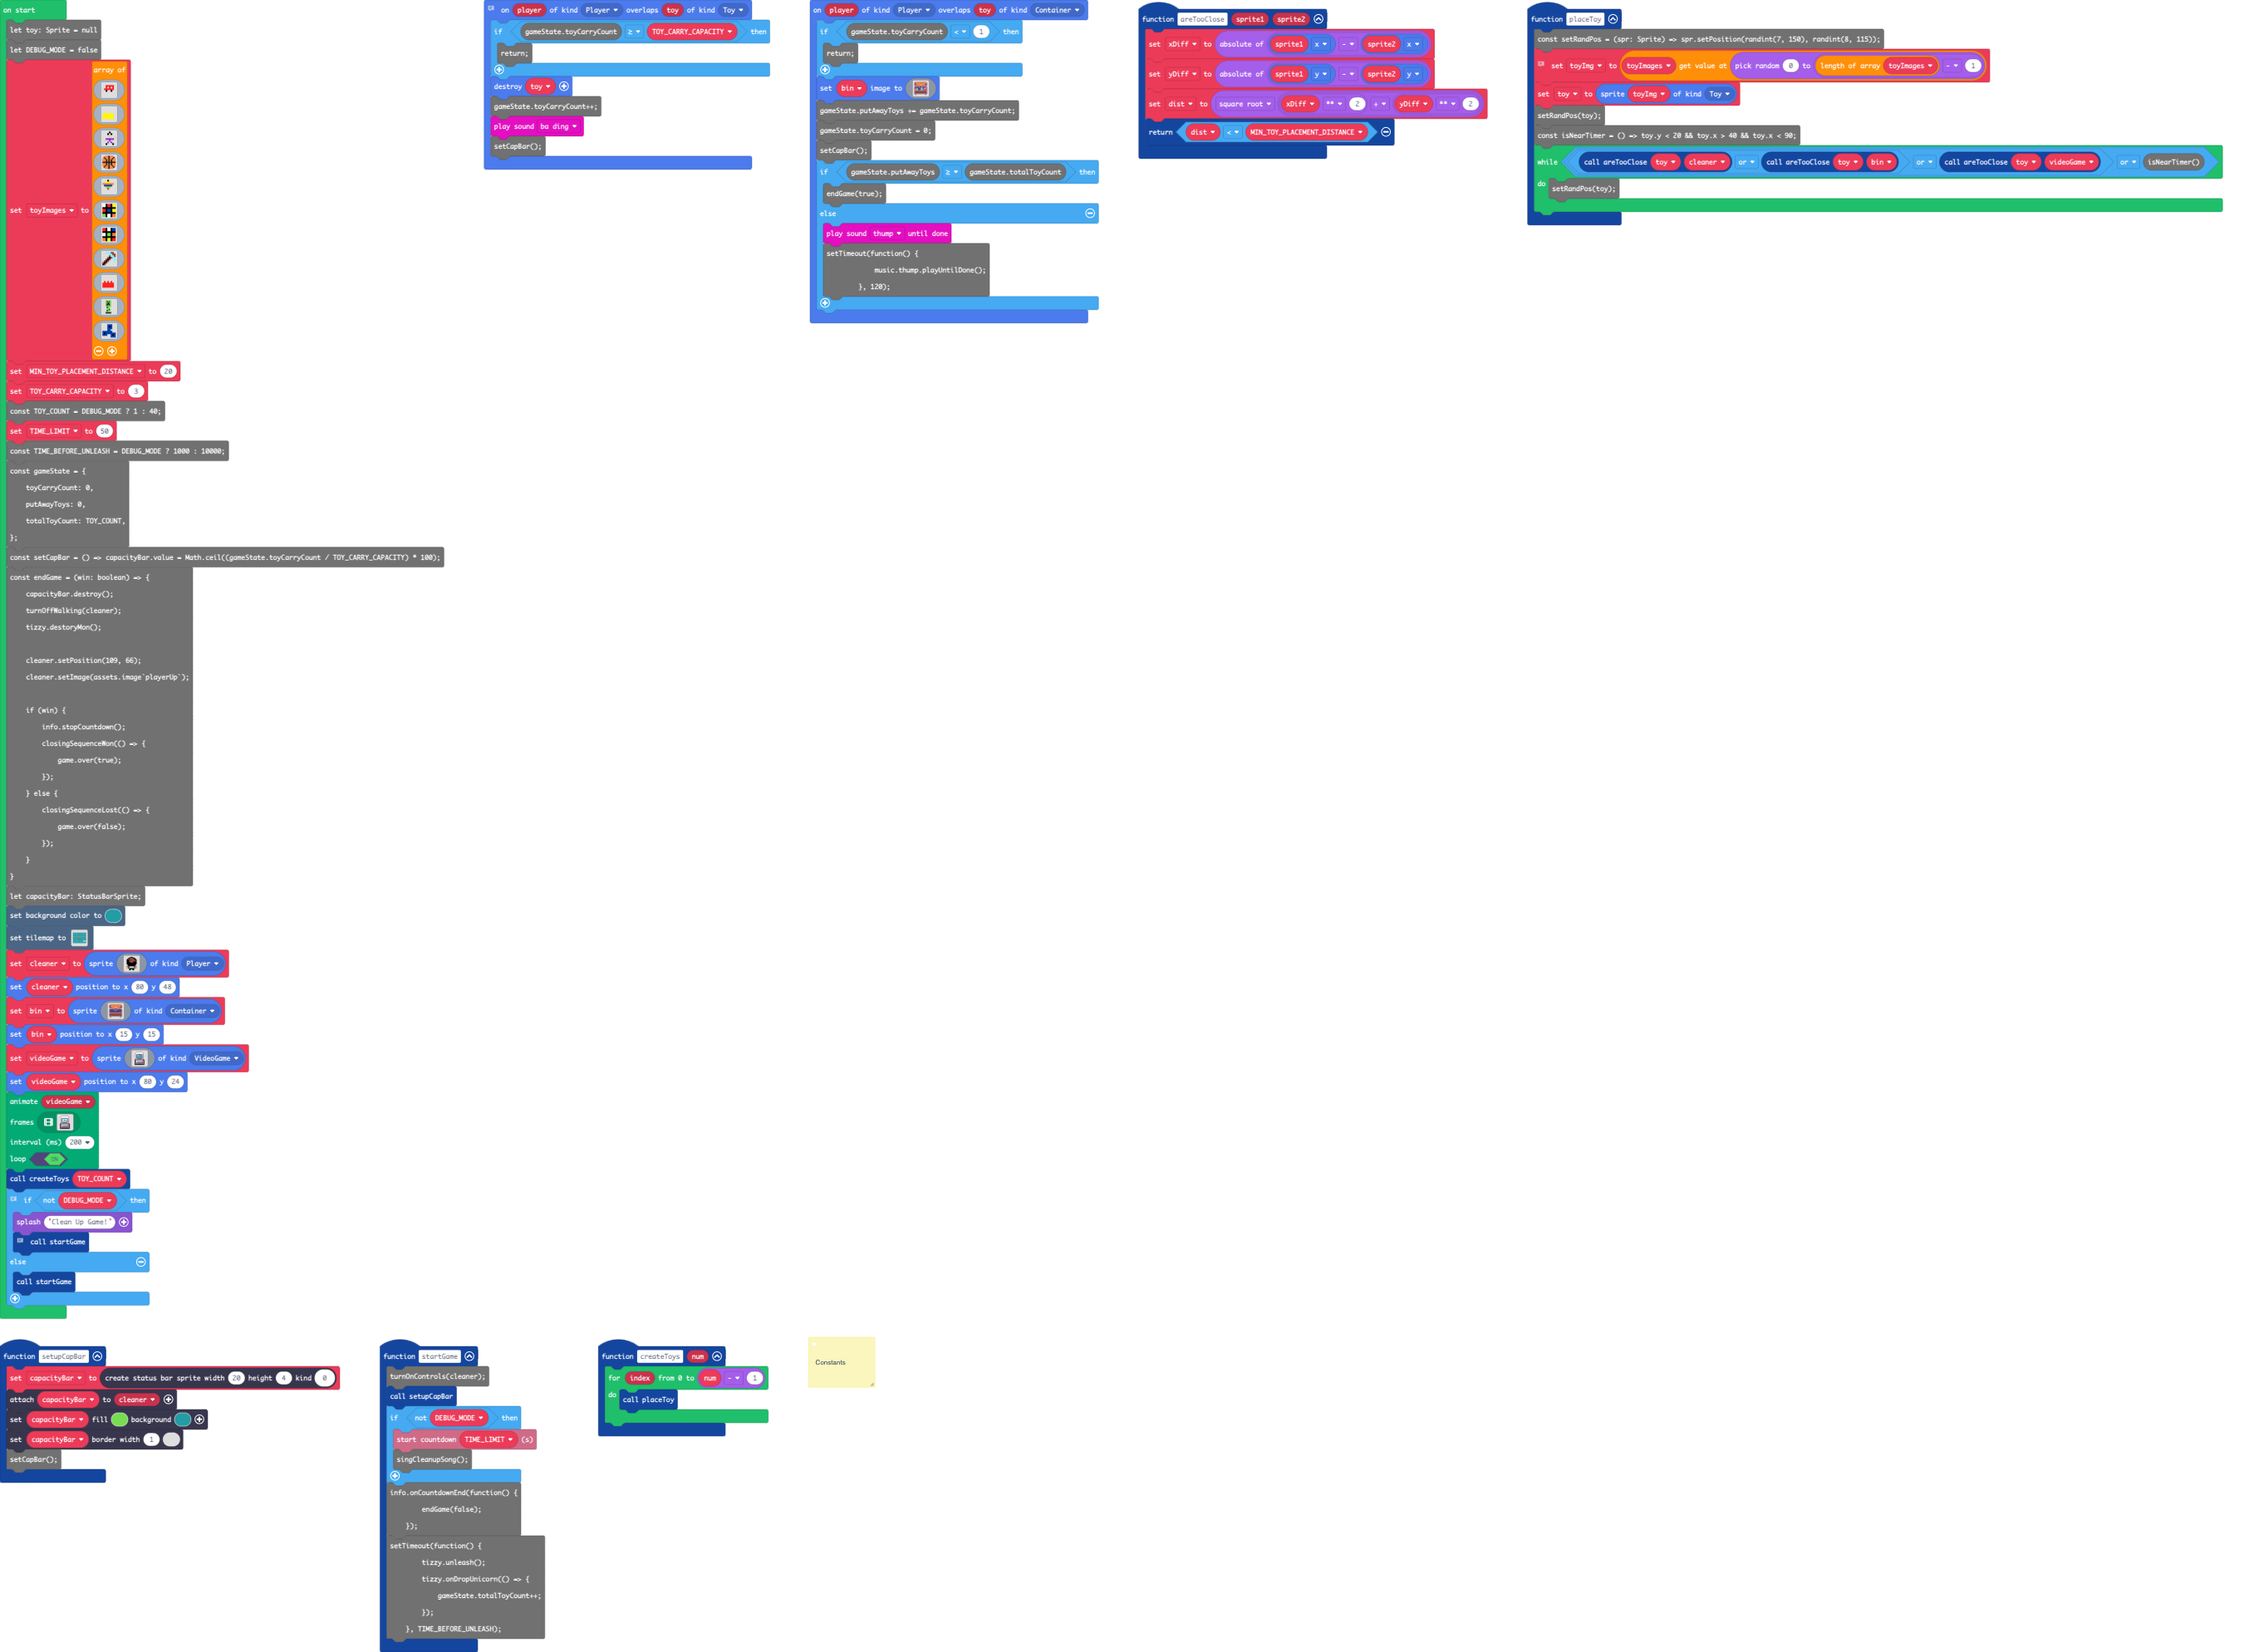 on start
let toy: Sprite = null
let DEBUG_MODE = false
set toyImages to array of
set MIN_TOY_PLACEMENT_DISTANCE to 20
set TOY_CARRY_CAPACITY to 3
const TOY_COUNT = DEBUG_MODE ? 1 : 40;
set TIME_LIMIT to 50
const TIME_BEFORE_UNLEASH = DEBUG_MODE ? 1000 : 10000;
const gameState = {
toyCarryCount: 0,
putAwayToys: 0,
totalToyCount: TOY_COUNT,
};
const setCapBar = () => capacityBar.value = Math.ceil((gameState.toyCarryCount / TOY_CARRY_CAPACITY) * 100);
const endGame = (win: boolean) => {
capacityBar.destroy();
turnOffWalking(cleaner);
tizzy.destoryMon();
cleaner.setPosition(109, 66);
cleaner.setImage(assets.image`playerUp`);
if (win) {
info.stopCountdown();
closingSequenceWon(() => {
game.over(true);
});
} else {
closingSequenceLost(() => {
game.over(false);
});
}
}
let capacityBar: StatusBarSprite;
set background color to
set tilemap to
set cleaner to sprite of kind Player
set cleaner position to x 80 y 48
set bin to sprite of kind Container
set bin position to x 15 y 15
set videoGame to sprite of kind VideoGame
set videoGame position to x 80 y 24
animate videoGame
frames
interval (ms) 200
loop ON
call createToys TOY_COUNT
if not DEBUG_MODE then
splash "Clean Up Game!"
call startGame
else
call startGame
on player of kind Player overlaps toy of kind Toy
if gameState.toyCarryCount ≥ TOY_CARRY_CAPACITY then
return;
destroy toy
gameState.toyCarryCount++;
play sound ba ding
setCapBar();
on player of kind Player overlaps toy of kind Container
if gameState.toyCarryCount < 1 then
return;
set bin image to
gameState.putAwayToys += gameState.toyCarryCount;
gameState.toyCarryCount = 0;
setCapBar();
if gameState.putAwayToys ≥ gameState.totalToyCount then
endGame(true);
else
play sound thump until done
setTimeout(function() {
music.thump.playUntilDone();
}, 120);
function areTooClose sprite1 sprite2
set xDiff to absolute of sprite1 x - sprite2 x
set yDiff to absolute of sprite1 y - sprite2 y
set dist to square root xDiff ** 2 + yDiff ** 2
return dist < MIN_TOY_PLACEMENT_DISTANCE
function placeToy
const setRandPos = (spr: Sprite) => spr.setPosition(randint(7, 150), randint(8, 115));
set toyImg to toyImages get value at pick random 0 to length of array toyImages - 1
set toy to sprite toyImg of kind Toy
setRandPos(toy);
const isNearTimer = () => toy.y < 20 && toy.x > 40 && toy.x < 90;
while call areTooClose toy cleaner or call areTooClose toy bin or call areTooClose toy videoGame or isNearTimer()
do setRandPos(toy);
function setupCapBar
set capacityBar to create status bar sprite width 20 height 4 kind 0
attach capacityBar to cleaner
set capacityBar fill background
set capacityBar border width 1
setCapBar();
function startGame
turnOnControls(cleaner);
call setupCapBar
if not DEBUG_MODE then
start countdown TIME_LIMIT (s)
singCleanupSong();
info.onCountdownEnd(function() {
endGame(false);
});
setTimeout(function() {
tizzy.unleash();
tizzy.onDropUnicorn(() => {
gameState.totalToyCount++;
});
}, TIME_BEFORE_UNLEASH);
function createToys num
for index from 0 to num - 1
do call placeToy
Constants